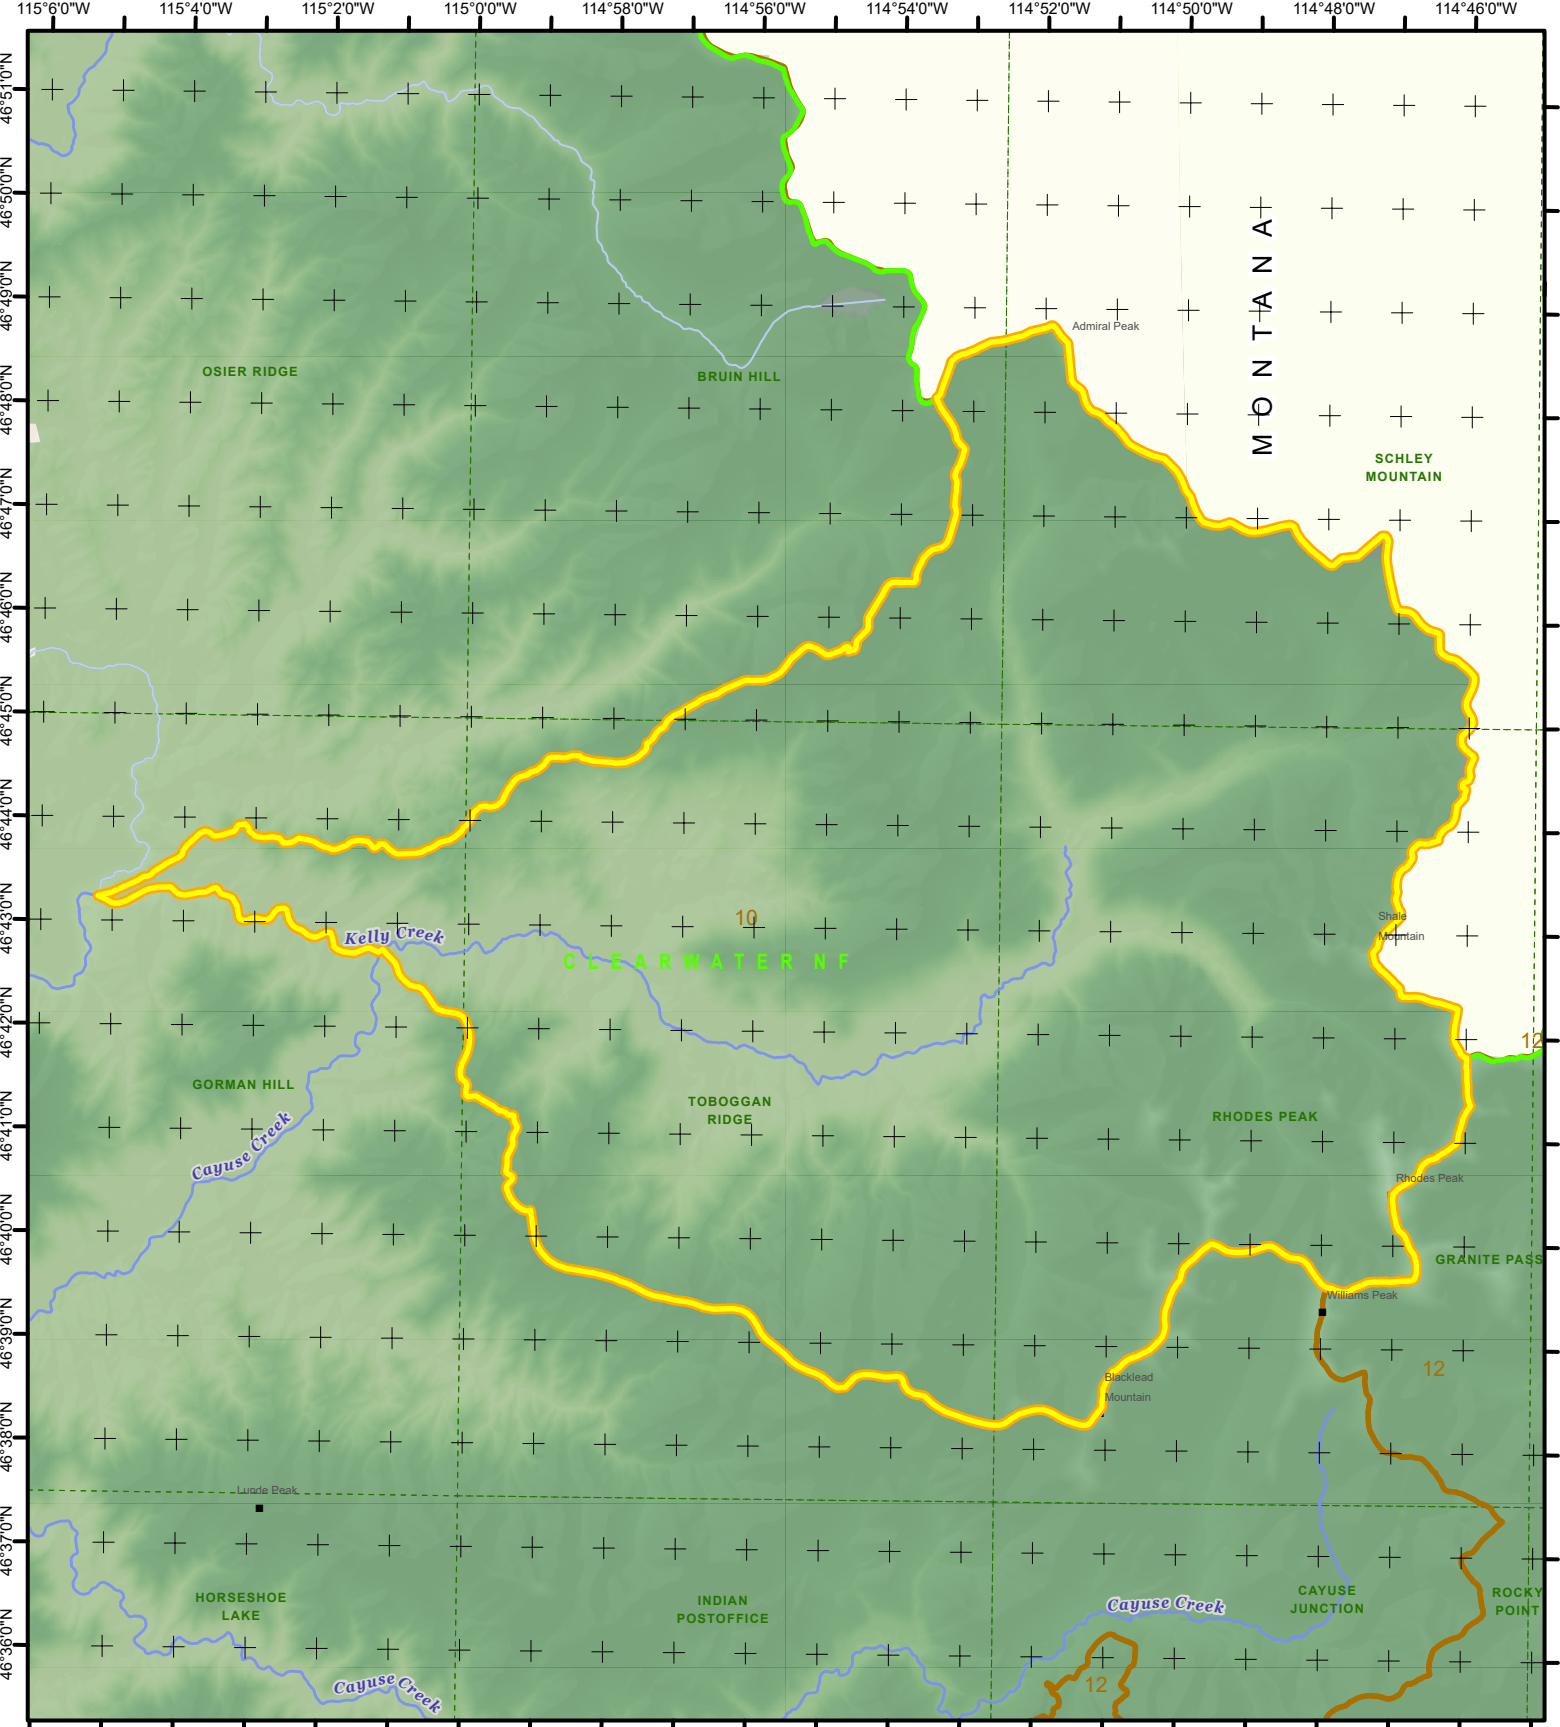 115°6'0"W 115°4'0"W 115°2'0"W 115°0'0"W 114°58'0"W 114°56'0"W 114°54'0"W 114°52'0"W 114°50'0"W 114°48'0"W 114°46'0"W
46°51'0"N
46°50'0"N
46°49'0"N
46°48'0"N
46°47'0"N
46°46'0"N
46°45'0"N
46°44'0"N
46°43'0"N
46°42'0"N
46°41'0"N
46°40'0"N
46°39'0"N
46°38'0"N
46°37'0"N
46°36'0"N
MONTANA
Admiral Peak
OSIER RIDGE
BRUIN HILL
SCHLEY
MOUNTAIN
10
Shale
Mountain
Kelly Creek
CLEARWATER NF
12
GORMAN HILL
TOBOGGAN
RIDGE
RHODES PEAK
Cayuse Creek
Rhodes Peak
GRANITE PASS
Williams Peak
12
Blacklead
Mountain
Lunde Peak
HORSESHOE
LAKE
INDIAN
POSTOFFICE
CAYUSE
JUNCTION
ROCKY
POINT
Cayuse Creek
Cayuse Creek
12